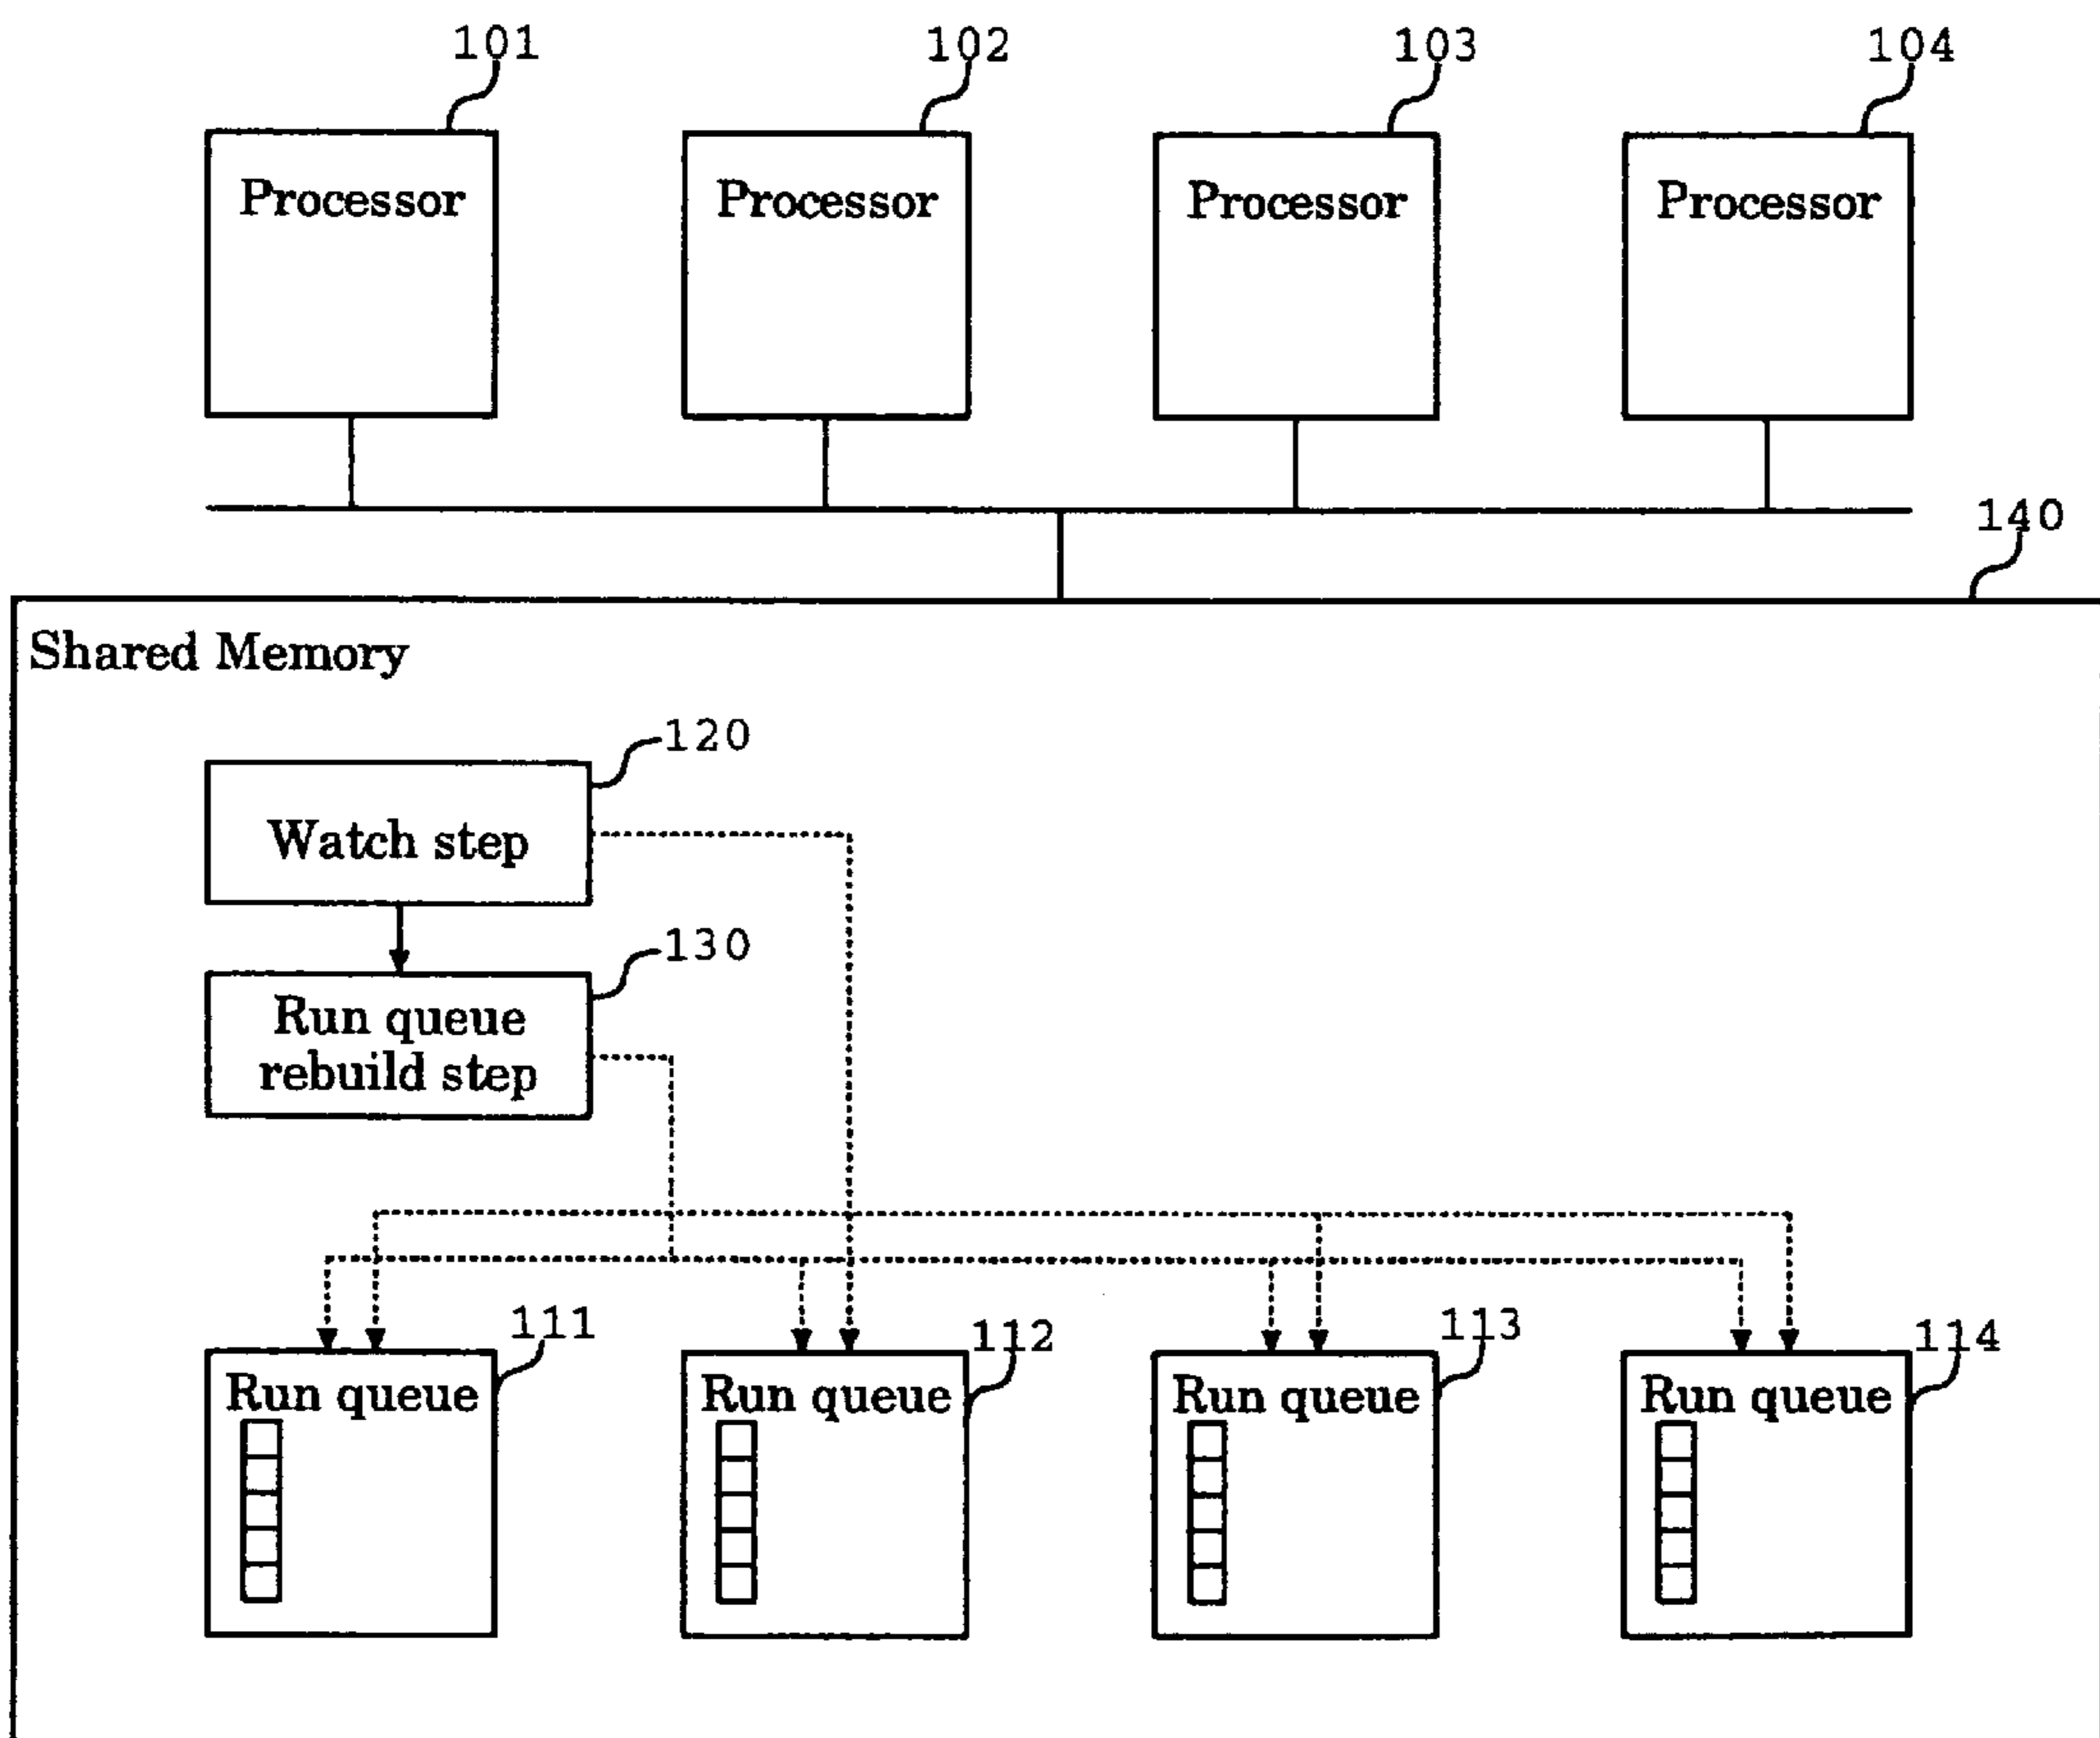 101
102
103
104
Processor
Processor
Processor
Processor
140
Shared Memory
120
Watch step
130
Run queue
rebuild step
111
112
113
114
Run queue
Run queue
Run queue
Run queue